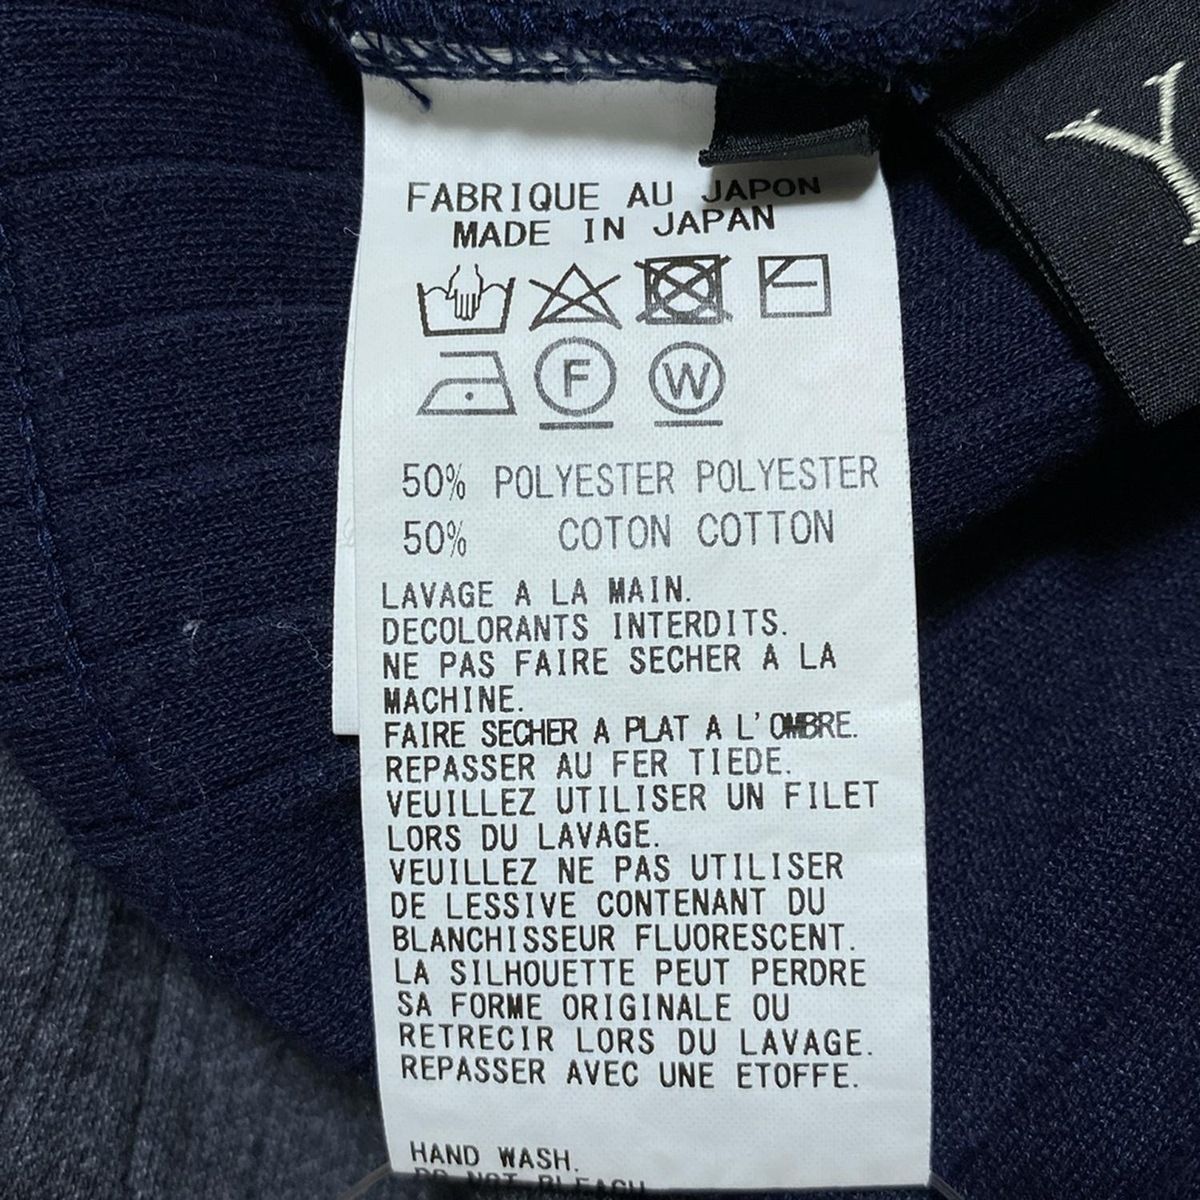 FABRIQUE AU JAPON
MADE IN JAPAN
F W
50% POLYESTER POLYESTER
50% COTON COTTON
LAVAGE A LA MAIN.
DECOLORANTS INTERDITS.
NE PAS FAIRE SECHER A LA
MACHINE.
FAIRE SECHER A PLAT A L'OMBRE.
REPASSER AU FER TIEDE.
VEUILLEZ UTILISER UN FILET
LORS DU LAVAGE.
VEUILLEZ NE PAS UTILISER
DE LESSIVE CONTENANT DU
BLANCHISSEUR FLUORESCENT.
LA SILHOUETTE PEUT PERDRE
SA FORME ORIGINALE OU
RETRECIR LORS DU LAVAGE.
REPASSER AVEC UNE ETOFFE.
HAND WASH.
DO NOT BLEACH
Y